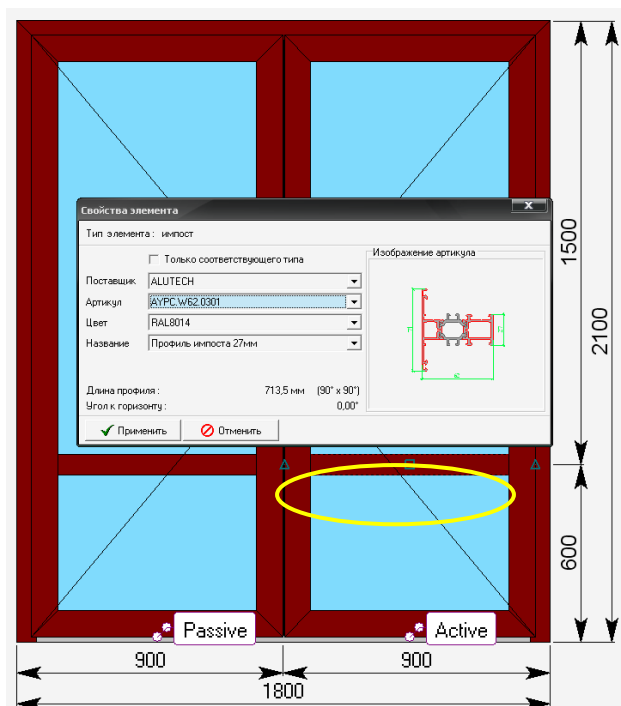 Свойства элемента
Тип элемента: импост
Только соответствующего типа
Изображение артикула
Поставщик ALUTECH
Артикул AYPC.W62.0301
Цвет RAL8014
Название Профиль импоста 27мм
Длина профиля: 713,5 мм (90° x 90°)
Угол к горизонту: 0,00°
Применить Отменить
1500
2100
600
Passive Active
900 900
1800